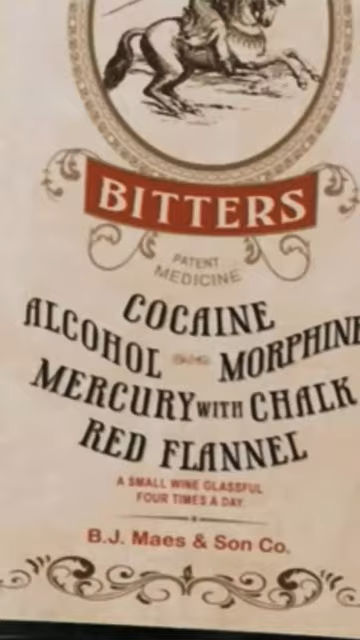 BITTERS
PATENT
MEDICINE
COCAINE
ALCOHOL MORPHINE
MERCURY WITH CHALK
RED FLANNEL
A SMALL WINE GLASSFUL
FOUR TIMES A DAY
B.J. Maes & Son Co.